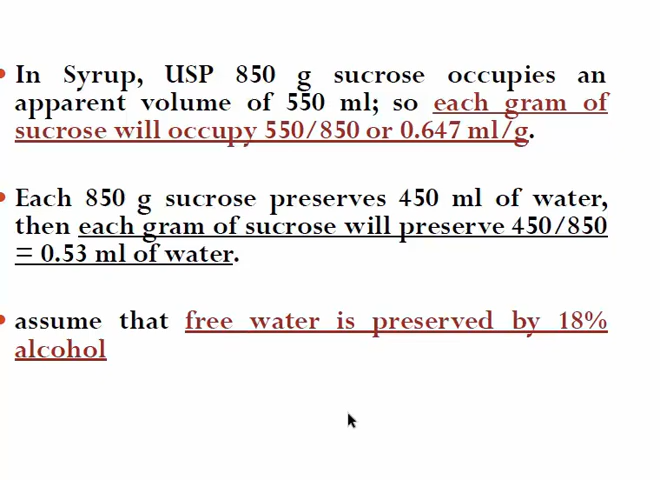 • In Syrup, USP 850 g sucrose occupies an
apparent volume of 550 ml; so each gram of
sucrose will occupy 550/850 or 0.647 ml/g.
• Each 850 g sucrose preserves 450 ml of water,
then each gram of sucrose will preserve 450/850
= 0.53 ml of water.
• assume that free water is preserved by 18%
alcohol